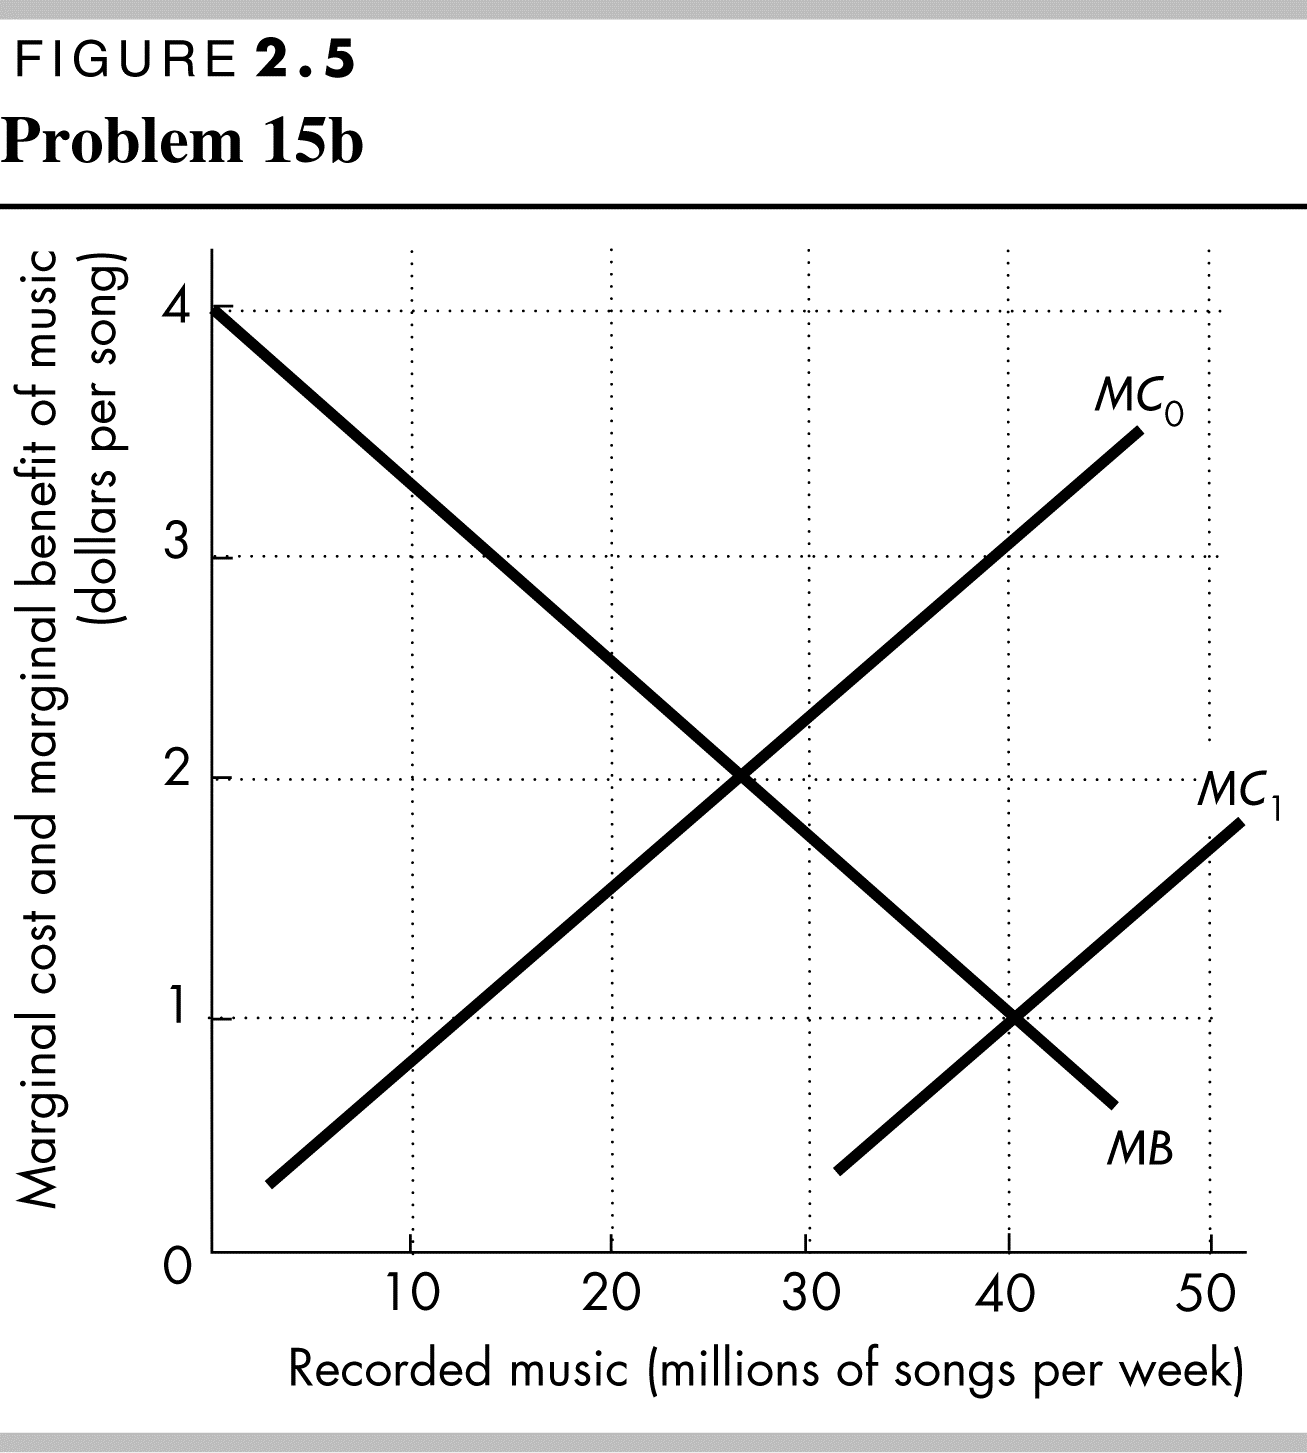 FIGURE 2.5
Problem 15b
Marginal cost and marginal benefit of music
(dollars per song)
4
3
2
1
0
MC0
MC1
MB
10 20 30 40 50
Recorded music (millions of songs per week)